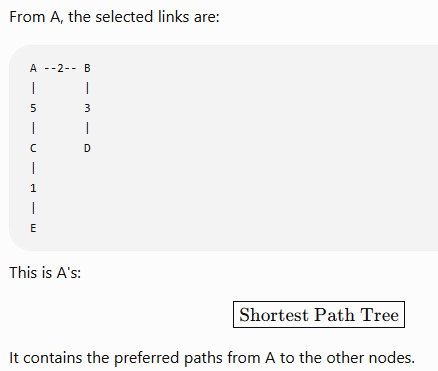 From A, the selected links are:
A --2-- B
|       |
5       3
|       |
C       D
|
1
|
E
This is A's:
Shortest Path Tree
It contains the preferred paths from A to the other nodes.